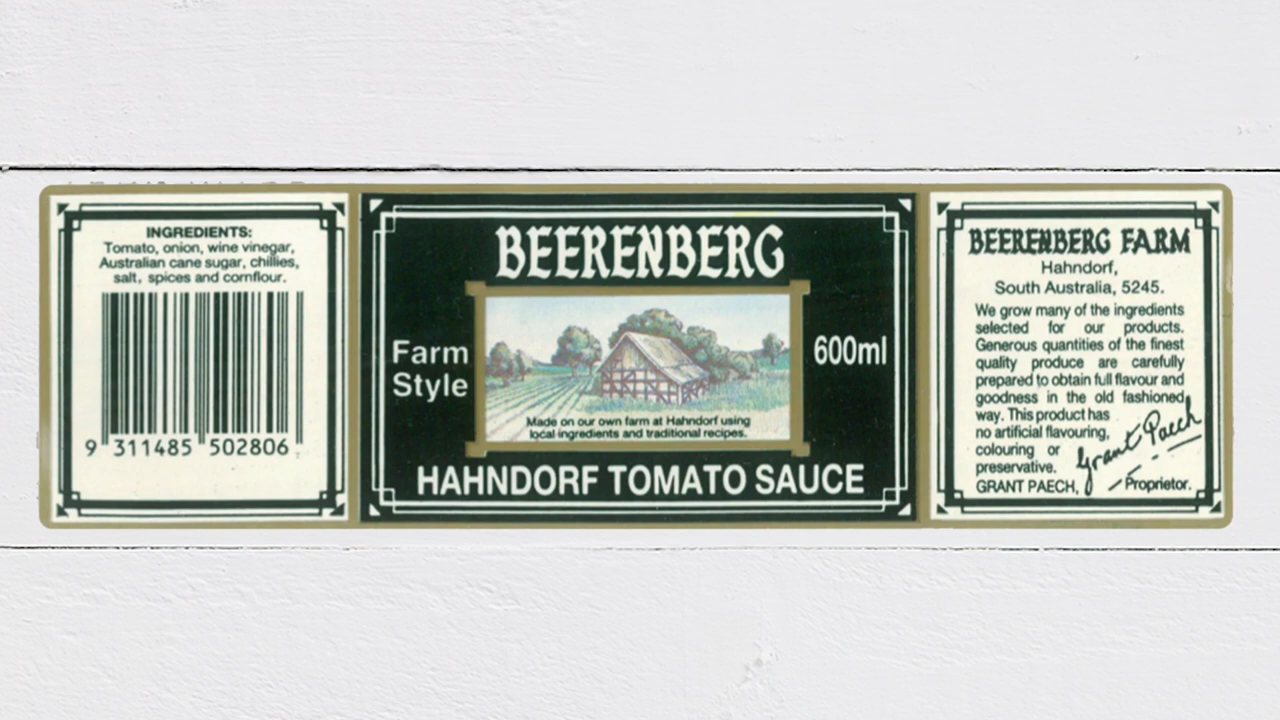 INGREDIENTS:
Tomato, onion, wine vinegar,
Australian cane sugar, chillies,
salt, spices and cornflour.
9 311485 502806
BEERENBERG
Farm
Style
600ml
Made on our own farm at Hahndorf using
local ingredients and traditional recipes.
HAHNDORF TOMATO SAUCE
BEERENBERG FARM
Hahndorf,
South Australia, 5245.
We grow many of the ingredients
selected for our products.
Generous quantities of the finest
quality produce are carefully
prepared to obtain full flavour and
goodness in the old fashioned
way. This product has
no artificial flavouring,
colouring or
preservative.
Grant Paech
GRANT PAECH, Proprietor.